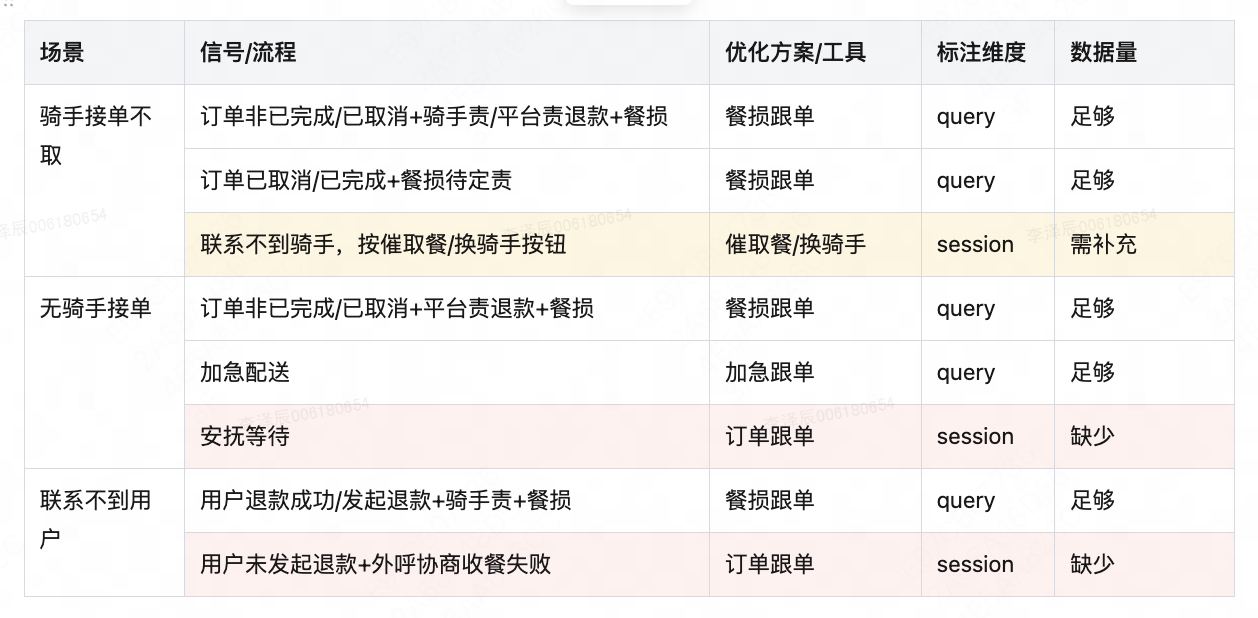 场景 信号/流程 优化方案/工具 标注维度 数据量
骑手接单不取 订单非已完成/已取消+骑手责/平台责退款+餐损 餐损跟单 query 足够
订单已取消/已完成+餐损待定责 餐损跟单 query 足够
联系不到骑手，按催取餐/换骑手按钮 催取餐/换骑手 session 需补充
无骑手接单 订单非已完成/已取消+平台责退款+餐损 餐损跟单 query 足够
加急配送 加急跟单 query 足够
安抚等待 订单跟单 session 缺少
联系不到用户 用户退款成功/发起退款+骑手责+餐损 餐损跟单 query 足够
用户未发起退款+外呼协商收餐失败 订单跟单 session 缺少
李泽辰006180654